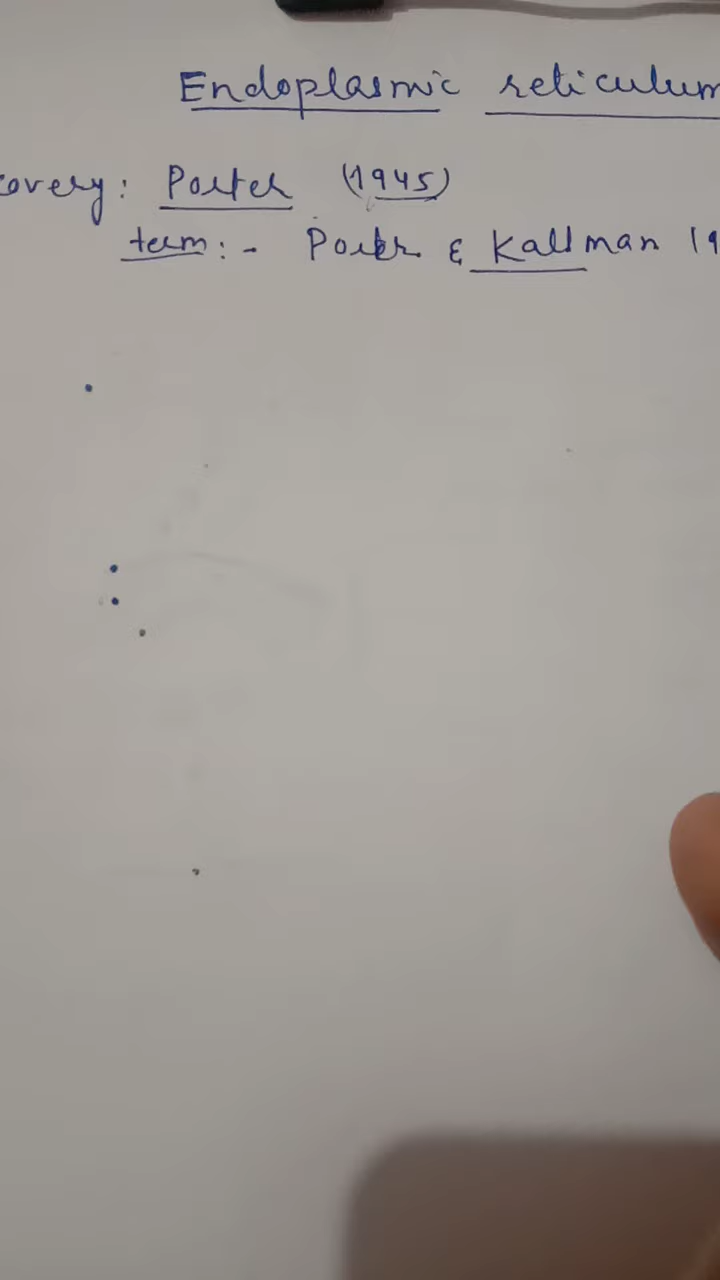 Endoplasmic reticulum
covery: Porter (1945)
term:- Porter & Kallman 19